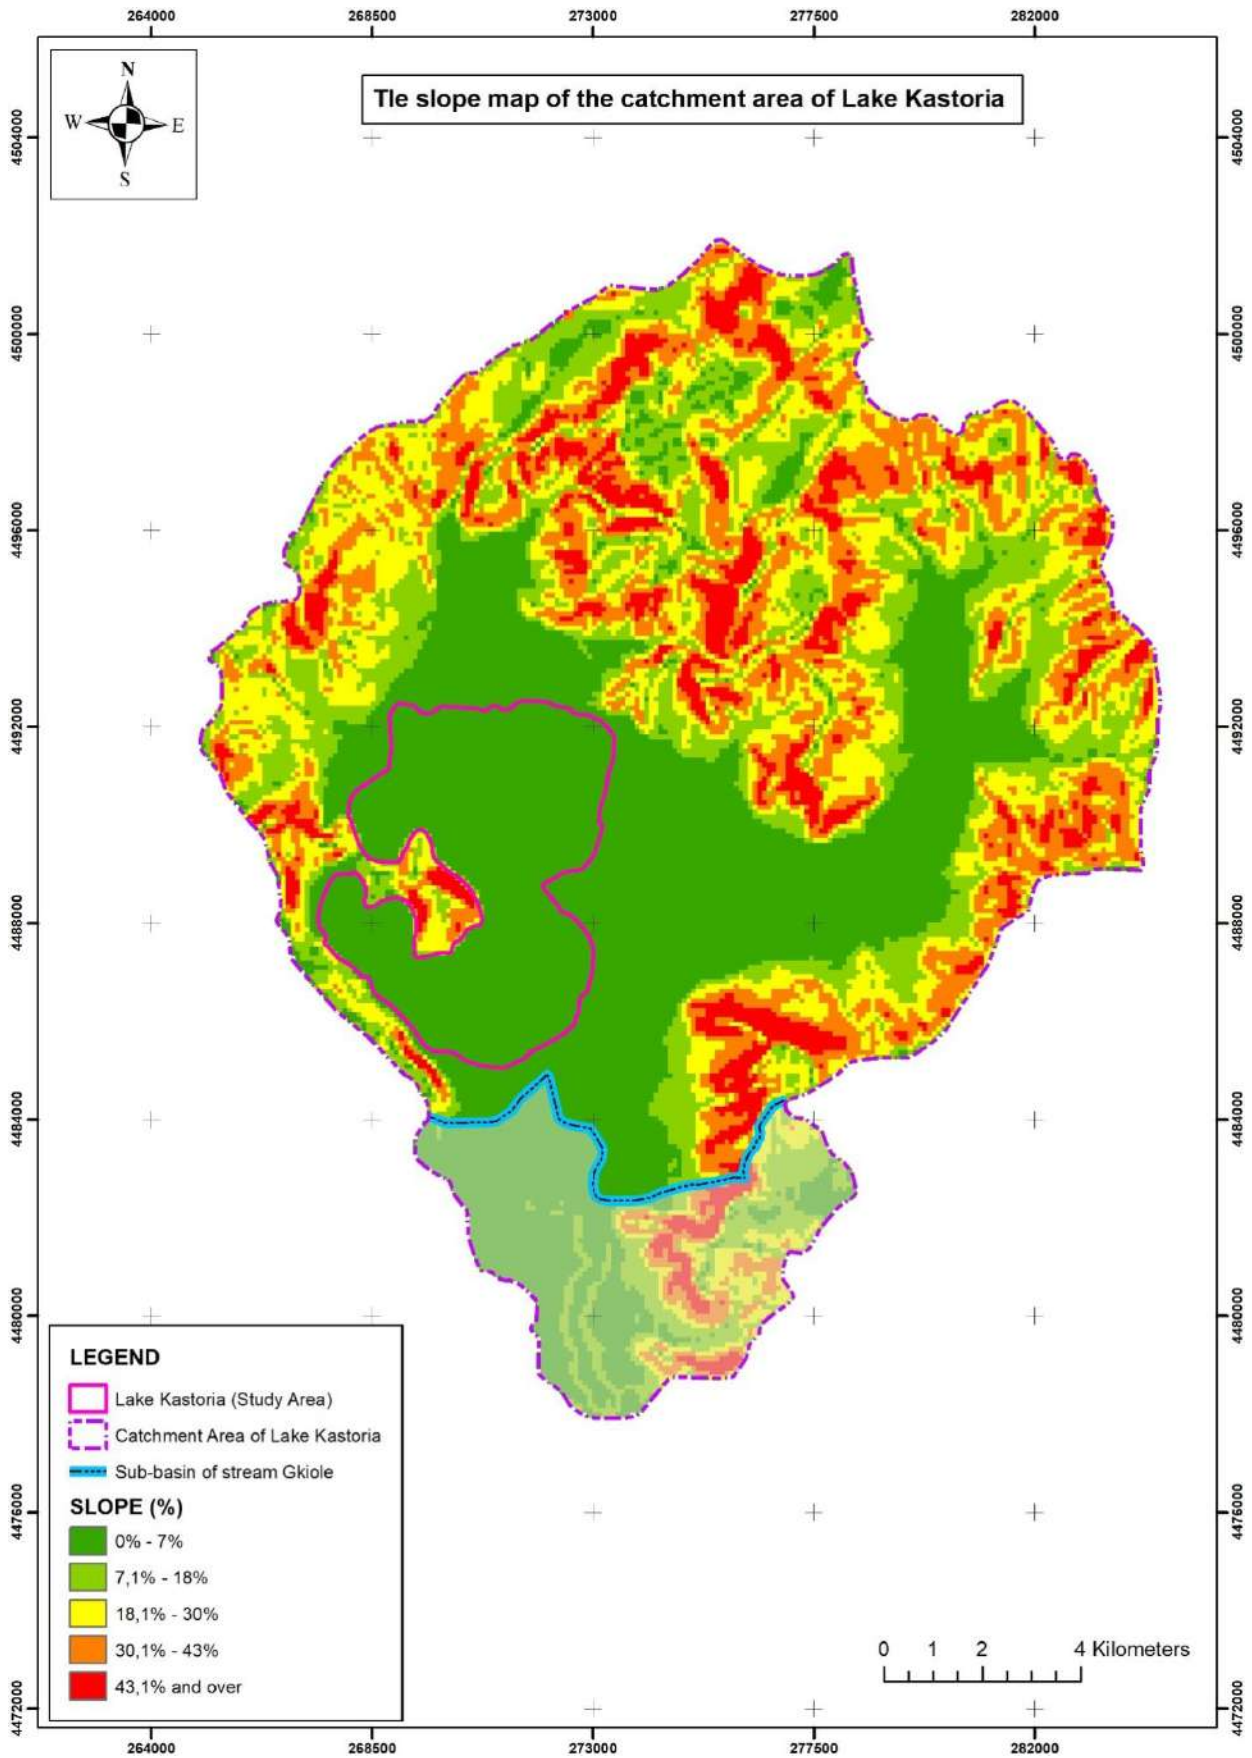 264000 268500 273000 277500 282000
N
W E
S
Tle slope map of the catchment area of Lake Kastoria
4504000 4504000
4500000 4500000
4496000 4496000
4492000 4492000
4488000 4488000
4484000 4484000
4480000 4480000
LEGEND
Lake Kastoria (Study Area)
Catchment Area of Lake Kastoria
Sub-basin of stream Gkiole
SLOPE (%)
4476000 4476000
0% - 7%
7,1% - 18%
18,1% - 30%
30,1% - 43%
43,1% and over
0 1 2 4 Kilometers
4472000 4472000
264000 268500 273000 277500 282000